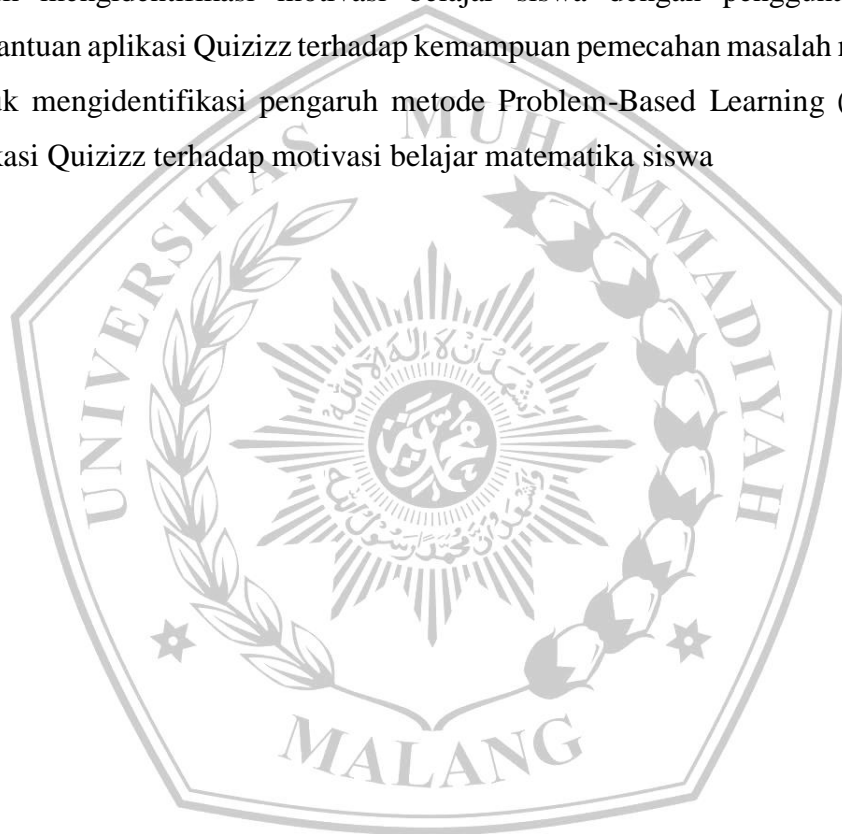 mengidentifikasi motivasi belajar siswa dengan
antuan aplikasi Quizizz terhadap kemampuan pemecahan masalah
uk mengidentifikasi pengaruh metode Problem-Based Learning (
kasi Quizizz terhadap motivasi belajar matematika siswa
UNIVERSITAS MUHAMMADIYAH
MALANG